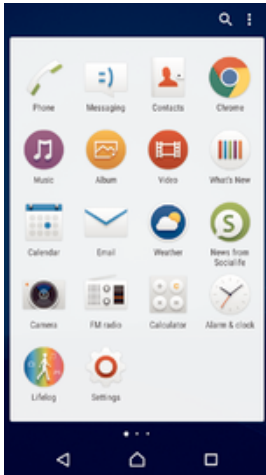 Phone Messaging Contacts Chrome
Music Album Video What's New
Calendar Email Weather News from
Socialife
Camera FM radio Calculator Alarm & clock
Lifelog Settings